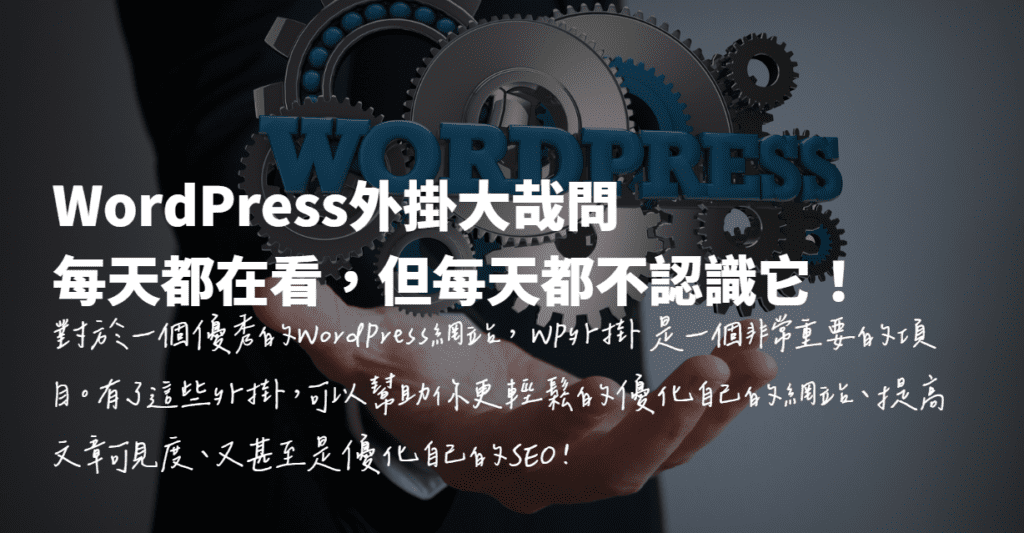 WORDPRESS
WordPress外掛大哉問
每天都在看，但每天都不認識它！
對於一個優秀的WordPress網站，WP外掛 是一個非常重要的項
目。有了這些外掛，可以幫助你更輕鬆的優化自己的網站、提高
文章可見度、又甚至是優化自己的SEO！